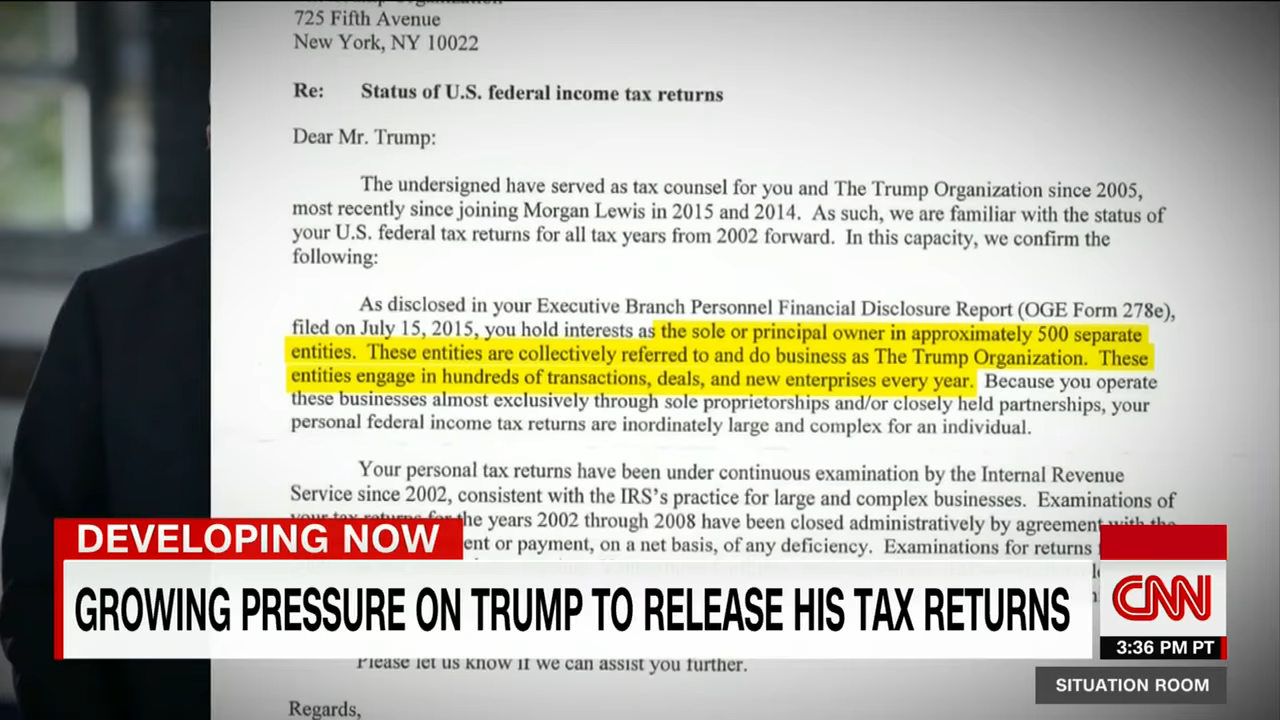 725 Fifth Avenue
New York, NY 10022
Re: Status of U.S. federal income tax returns
Dear Mr. Trump:
The undersigned have served as tax counsel for you and The Trump Organization since 2005,
most recently since joining Morgan Lewis in 2015 and 2014. As such, we are familiar with the status of
your U.S. federal tax returns for all tax years from 2002 forward. In this capacity, we confirm the
following:
As disclosed in your Executive Branch Personnel Financial Disclosure Report (OGE Form 278e),
filed on July 15, 2015, you hold interests as the sole or principal owner in approximately 500 separate
entities. These entities are collectively referred to and do business as The Trump Organization. These
entities engage in hundreds of transactions, deals, and new enterprises every year. Because you operate
these businesses almost exclusively through sole proprietorships and/or closely held partnerships, your
personal federal income tax returns are inordinately large and complex for an individual.
Your personal tax returns have been under continuous examination by the Internal Revenue
Service since 2002, consistent with the IRS's practice for large and complex businesses. Examinations of
the years 2002 through 2008 have been closed administratively by agreement
or payment, on a net basis, of any deficiency. Examinations for returns
DEVELOPING NOW
GROWING PRESSURE ON TRUMP TO RELEASE HIS TAX RETURNS
CNN
3:36 PM PT
SITUATION ROOM
Please let us know if we can assist you further.
Regards,